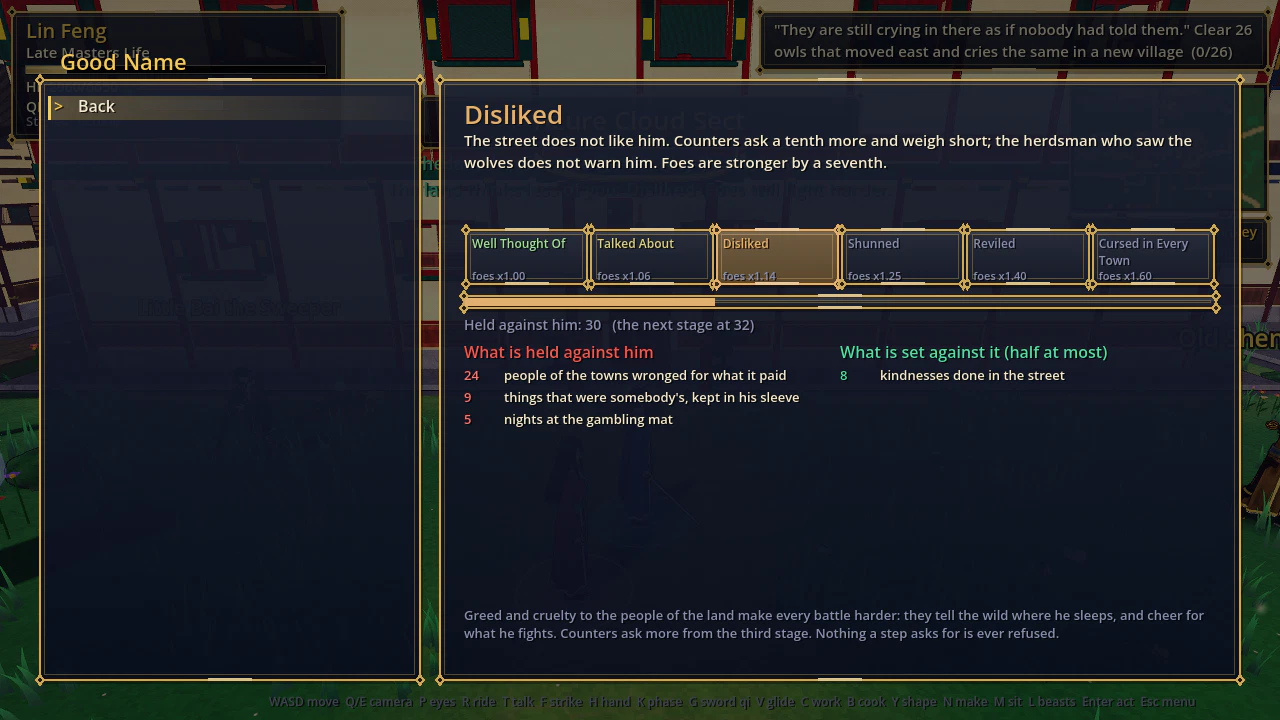 Lin Feng
Late Masters Life
Good Name
"They are still crying in there as if nobody had told them." Clear 26
owls that moved east and cries the same in a new village (0/26)
> Back
Disliked
The street does not like him. Counters ask a tenth more and weigh short; the herdsman who saw the
wolves does not warn him. Foes are stronger by a seventh.
Well Thought Of
foes x1.00
Talked About
foes x1.06
Disliked
foes x1.14
Shunned
foes x1.25
Reviled
foes x1.40
Cursed in Every
Town
foes x1.60
Held against him: 30 (the next stage at 32)
What is held against him
24 people of the towns wronged for what it paid
9 things that were somebody's, kept in his sleeve
5 nights at the gambling mat
What is set against it (half at most)
8 kindnesses done in the street
Greed and cruelty to the people of the land make every battle harder: they tell the wild where he sleeps, and cheer for
what he fights. Counters ask more from the third stage. Nothing a step asks for is ever refused.
WASD move Q/E camera P eyes R ride T talk F strike H hand K phase G sword qi V glide C work B cook Y shape N make M sit L beasts Enter act Esc menu